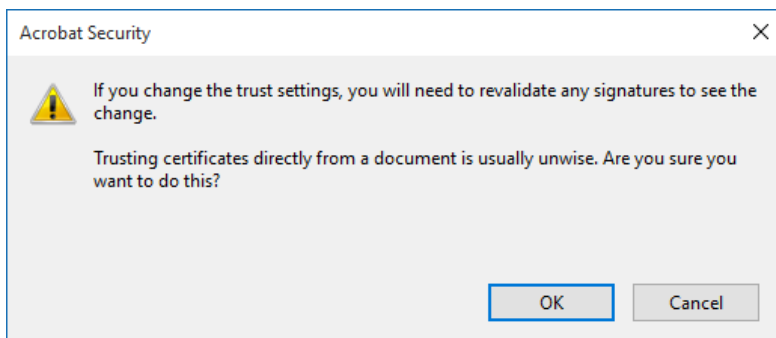 Acrobat Security
If you change the trust settings, you will need to revalidate any signatures to see the
change.
Trusting certificates directly from a document is usually unwise. Are you sure you
want to do this?
OK
Cancel